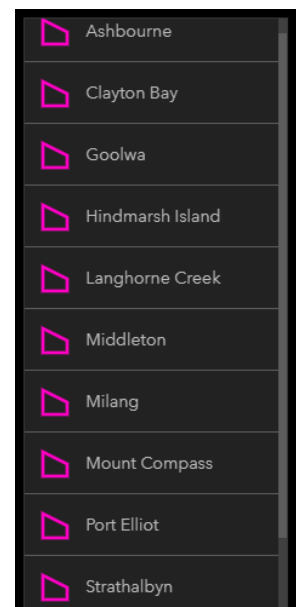 Ashbourne
Clayton Bay
Goolwa
Hindmarsh Island
Langhorne Creek
Middleton
Milang
Mount Compass
Port Elliot
Strathalbyn